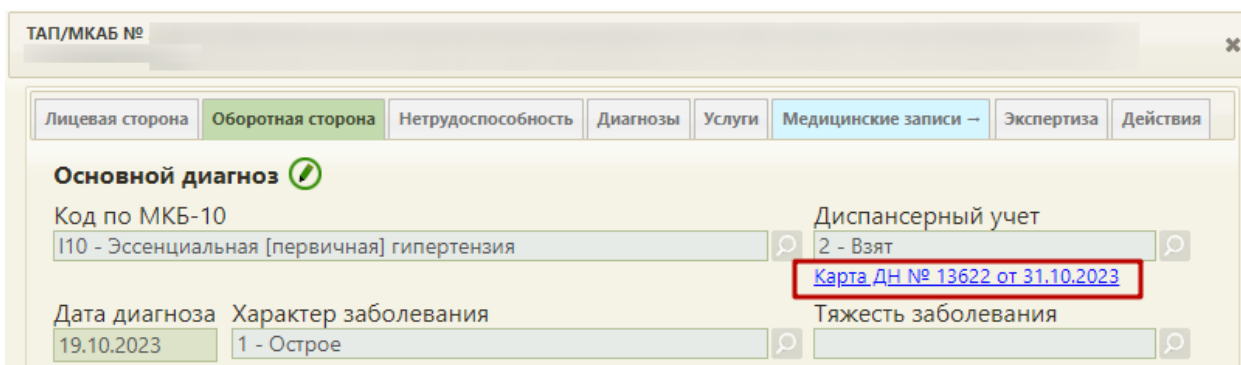 ТАП/МКАБ №
Лицевая сторона Оборотная сторона Нетрудоспособность Диагнозы Услуги Медицинские записи → Экспертиза Действия
Основной диагноз
Код по МКБ-10 Диспансерный учет
I10 - Эссенциальная [первичная] гипертензия 2 - Взят
Карта ДН № 13622 от 31.10.2023
Дата диагноза Характер заболевания Тяжесть заболевания
19.10.2023 1 - Острое